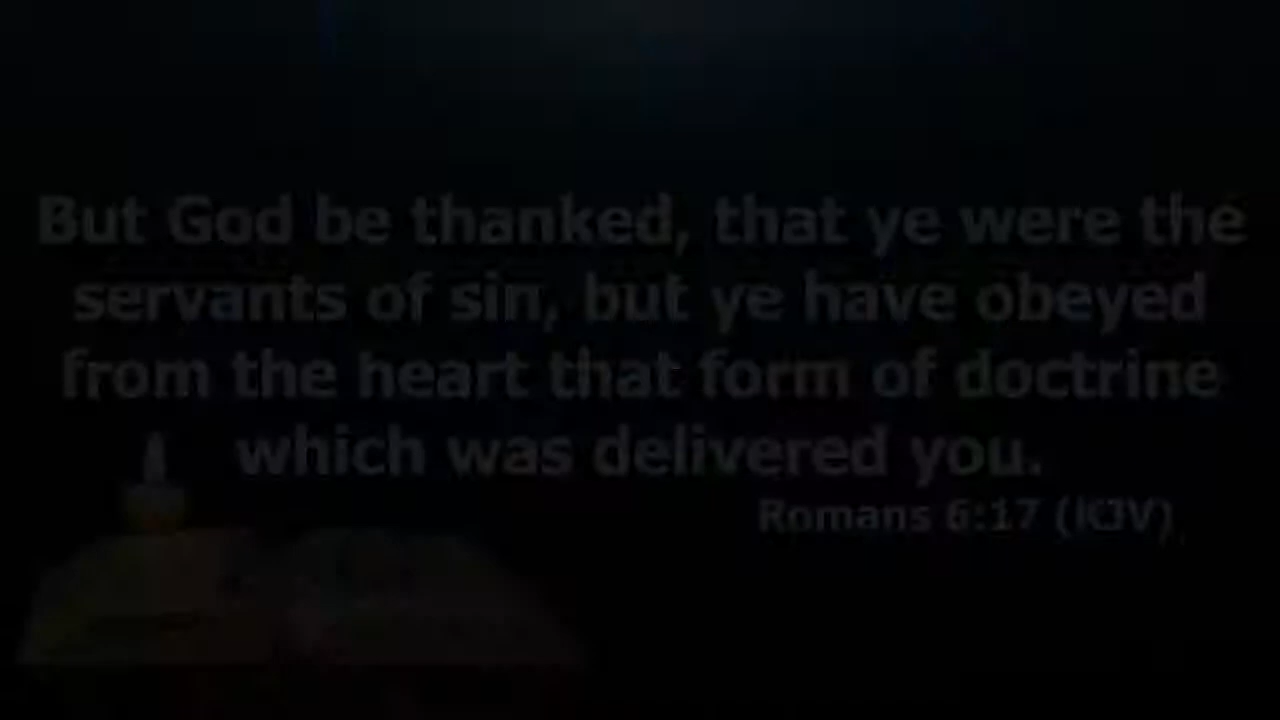 But God be thanked, that ye were the
servants of sin, but ye have obeyed
from the heart that form of doctrine
which was delivered you.
Romans 6:17 (KJV)